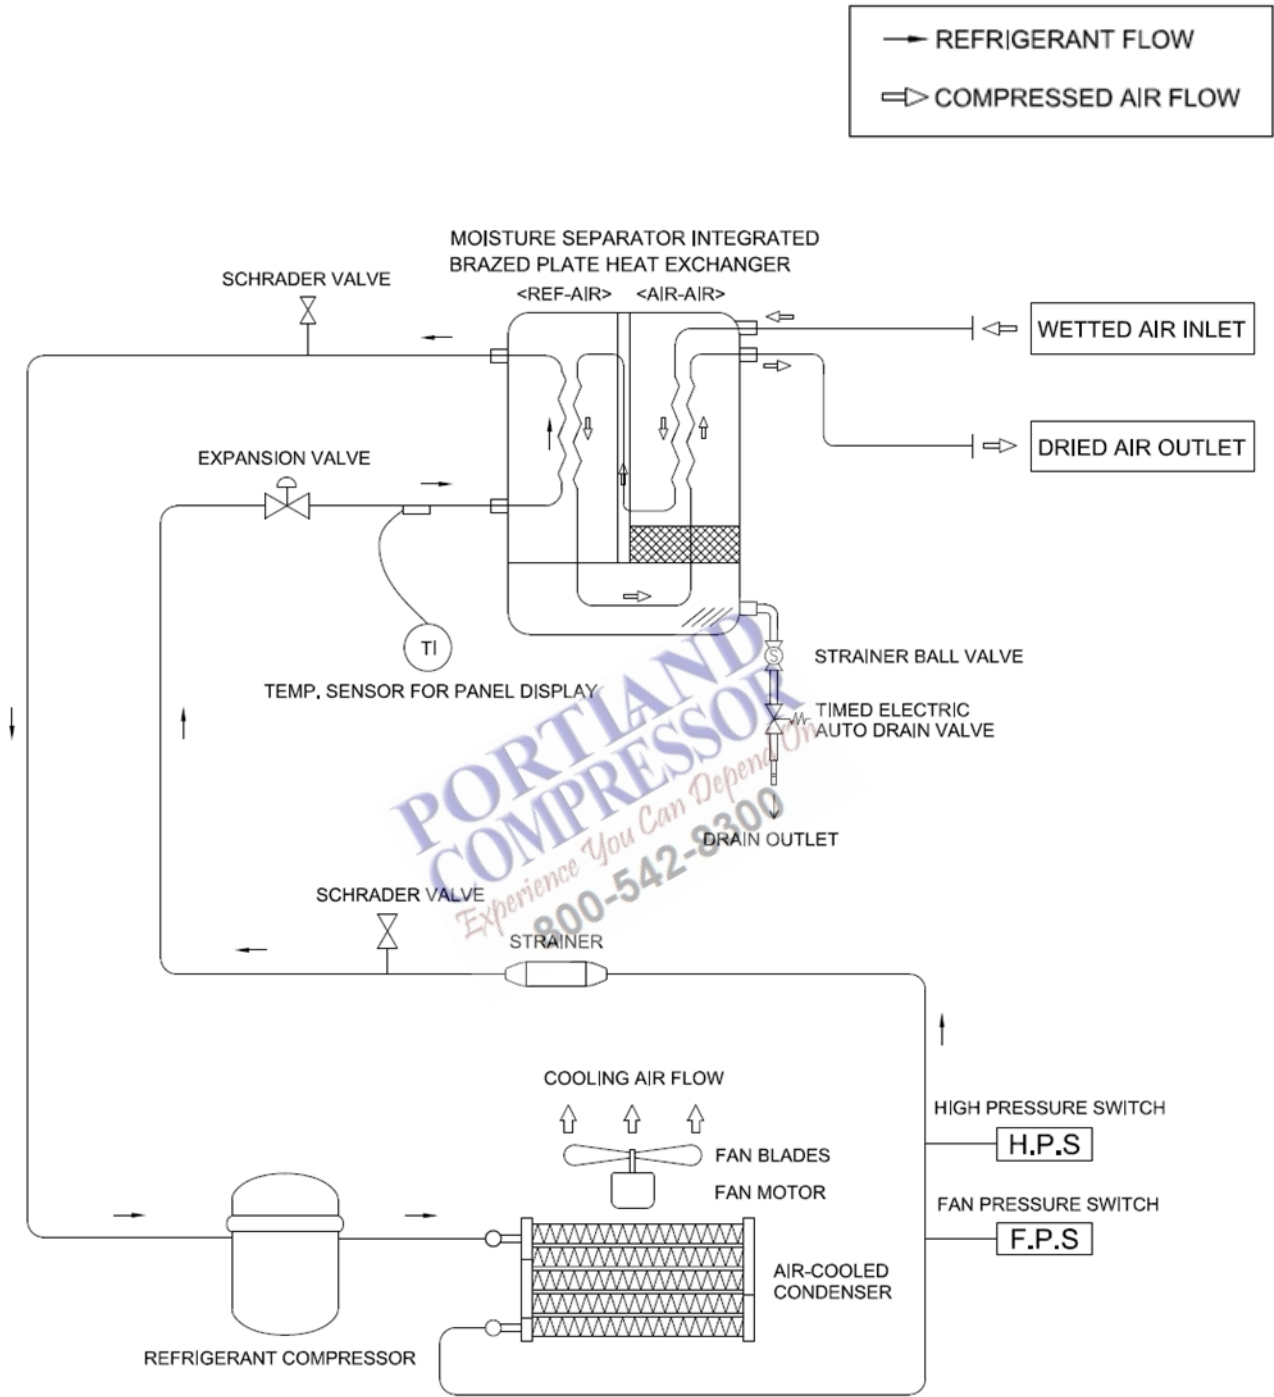 REFRIGERANT FLOW
COMPRESSED AIR FLOW
MOISTURE SEPARATOR INTEGRATED
BRAZED PLATE HEAT EXCHANGER
<REF-AIR> <AIR-AIR>
SCHRADER VALVE
WETTED AIR INLET
DRIED AIR OUTLET
EXPANSION VALVE
TI
TEMP. SENSOR FOR PANEL DISPLAY
S
STRAINER BALL VALVE
TIMED ELECTRIC
AUTO DRAIN VALVE
DRAIN OUTLET
PORTLAND
COMPRESSOR
Experience You Can Depend On
800-542-8300
SCHRADER VALVE
STRAINER
COOLING AIR FLOW
FAN BLADES
FAN MOTOR
HIGH PRESSURE SWITCH
H.P.S
FAN PRESSURE SWITCH
F.P.S
AIR-COOLED
CONDENSER
REFRIGERANT COMPRESSOR